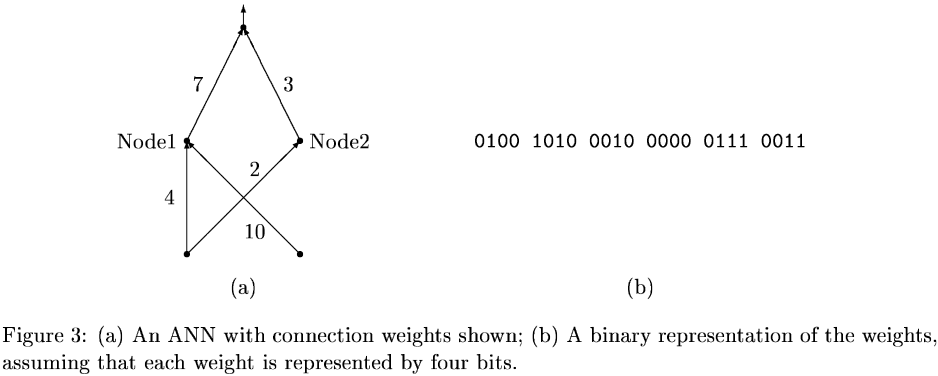 7
3
Node1
Node2
0100 1010 0010 0000 0111 0011
2
4
10
(a)
(b)
Figure 3: (a) An ANN with connection weights shown; (b) A binary representation of the weights,
assuming that each weight is represented by four bits.